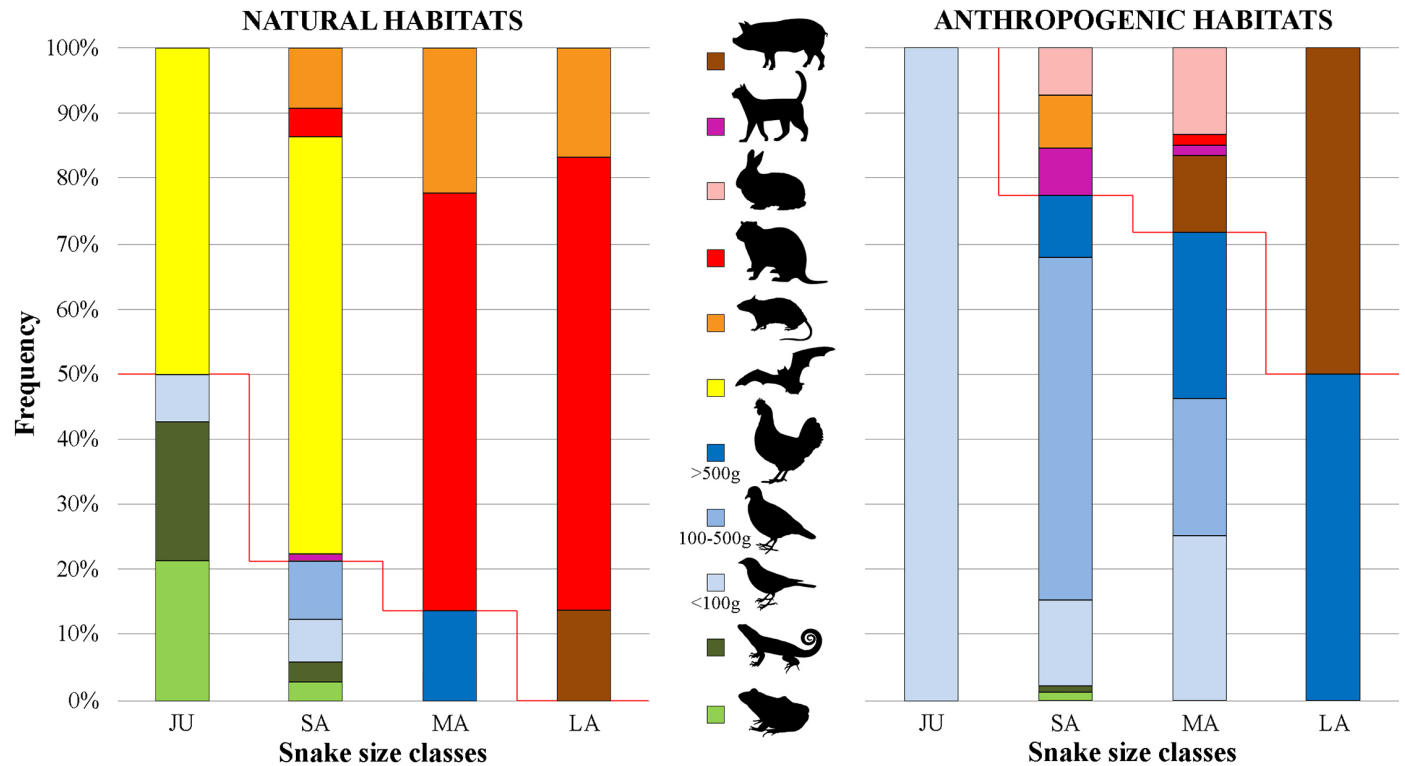 NATURAL HABITATS
100%
90%
80%
70%
60%
50%
40%
30%
20%
10%
0%
Frequency
JU SA MA LA
Snake size classes
>500g
100-500g
<100g
ANTHROPOGENIC HABITATS
JU SA MA LA
Snake size classes